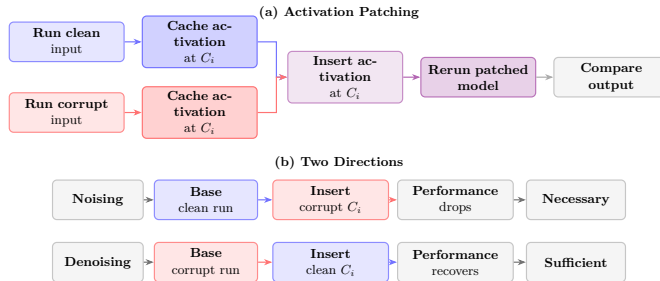 (a) Activation Patching
Run clean
input
Cache ac-
tivation
at C_i
Run corrupt
input
Cache ac-
tivation
at C_i
Insert ac-
tivation
at C_i
Rerun patched
model
Compare
output
(b) Two Directions
Noising
Base
clean run
Insert
corrupt C_i
Performance
drops
Necessary
Denoising
Base
corrupt run
Insert
clean C_i
Performance
recovers
Sufficient